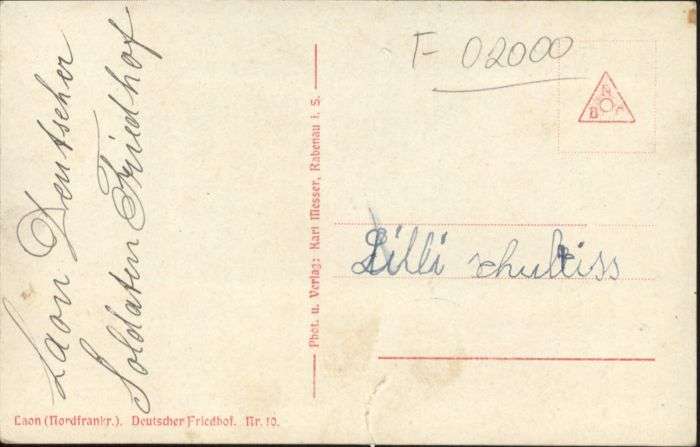 Laon Deutscher
Soldaten Friedhof
F - 02000
Phot. u. Verlag: Karl Messer, Rabenau i. S.
Lilli schultiss
Laon (Nordfrankr.). Deutscher Friedhof. Nr. 10.